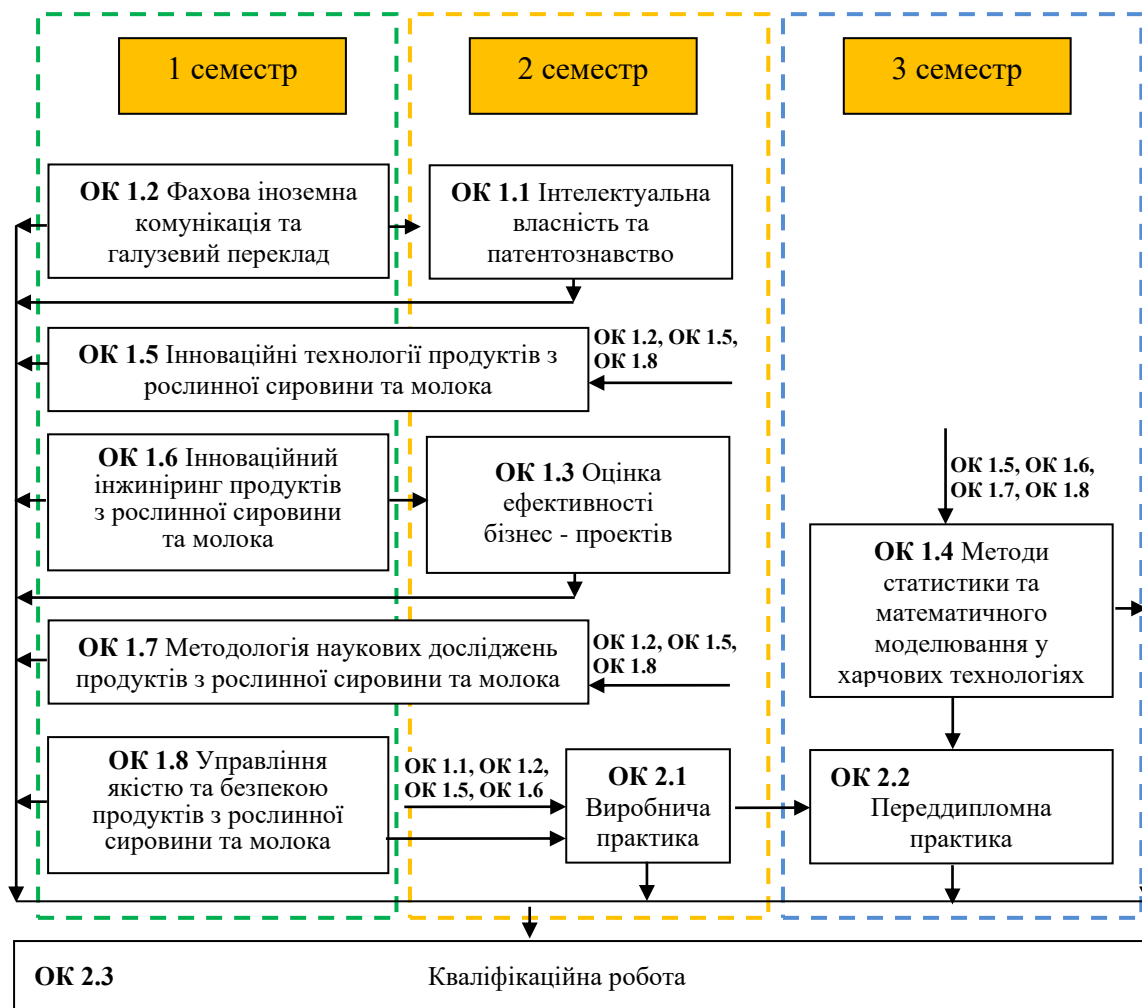 1 семестр
2 семестр
3 семестр
ОК 1.2 Фахова іноземна
комунікація та
галузевий переклад
ОК 1.1 Інтелектуальна
власність та
патентознавство
ОК 1.5 Інноваційні технології продуктів з
рослинної сировини та молока
ОК 1.2, ОК 1.5,
ОК 1.8
ОК 1.6 Інноваційний
інжиніринг продуктів
з рослинної сировини
та молока
ОК 1.3 Оцінка
ефективності
бізнес - проектів
ОК 1.5, ОК 1.6,
ОК 1.7, ОК 1.8
ОК 1.4 Методи
статистики та
математичного
моделювання у
харчових технологіях
ОК 1.7 Методологія наукових досліджень
продуктів з рослинної сировини та молока
ОК 1.2, ОК 1.5,
ОК 1.8
ОК 1.8 Управління
якістю та безпекою
продуктів з рослинної
сировини та молока
ОК 1.1, ОК 1.2,
ОК 1.5, ОК 1.6
ОК 2.1
Виробнича
практика
ОК 2.2
Переддипломна
практика
ОК 2.3 Кваліфікаційна робота